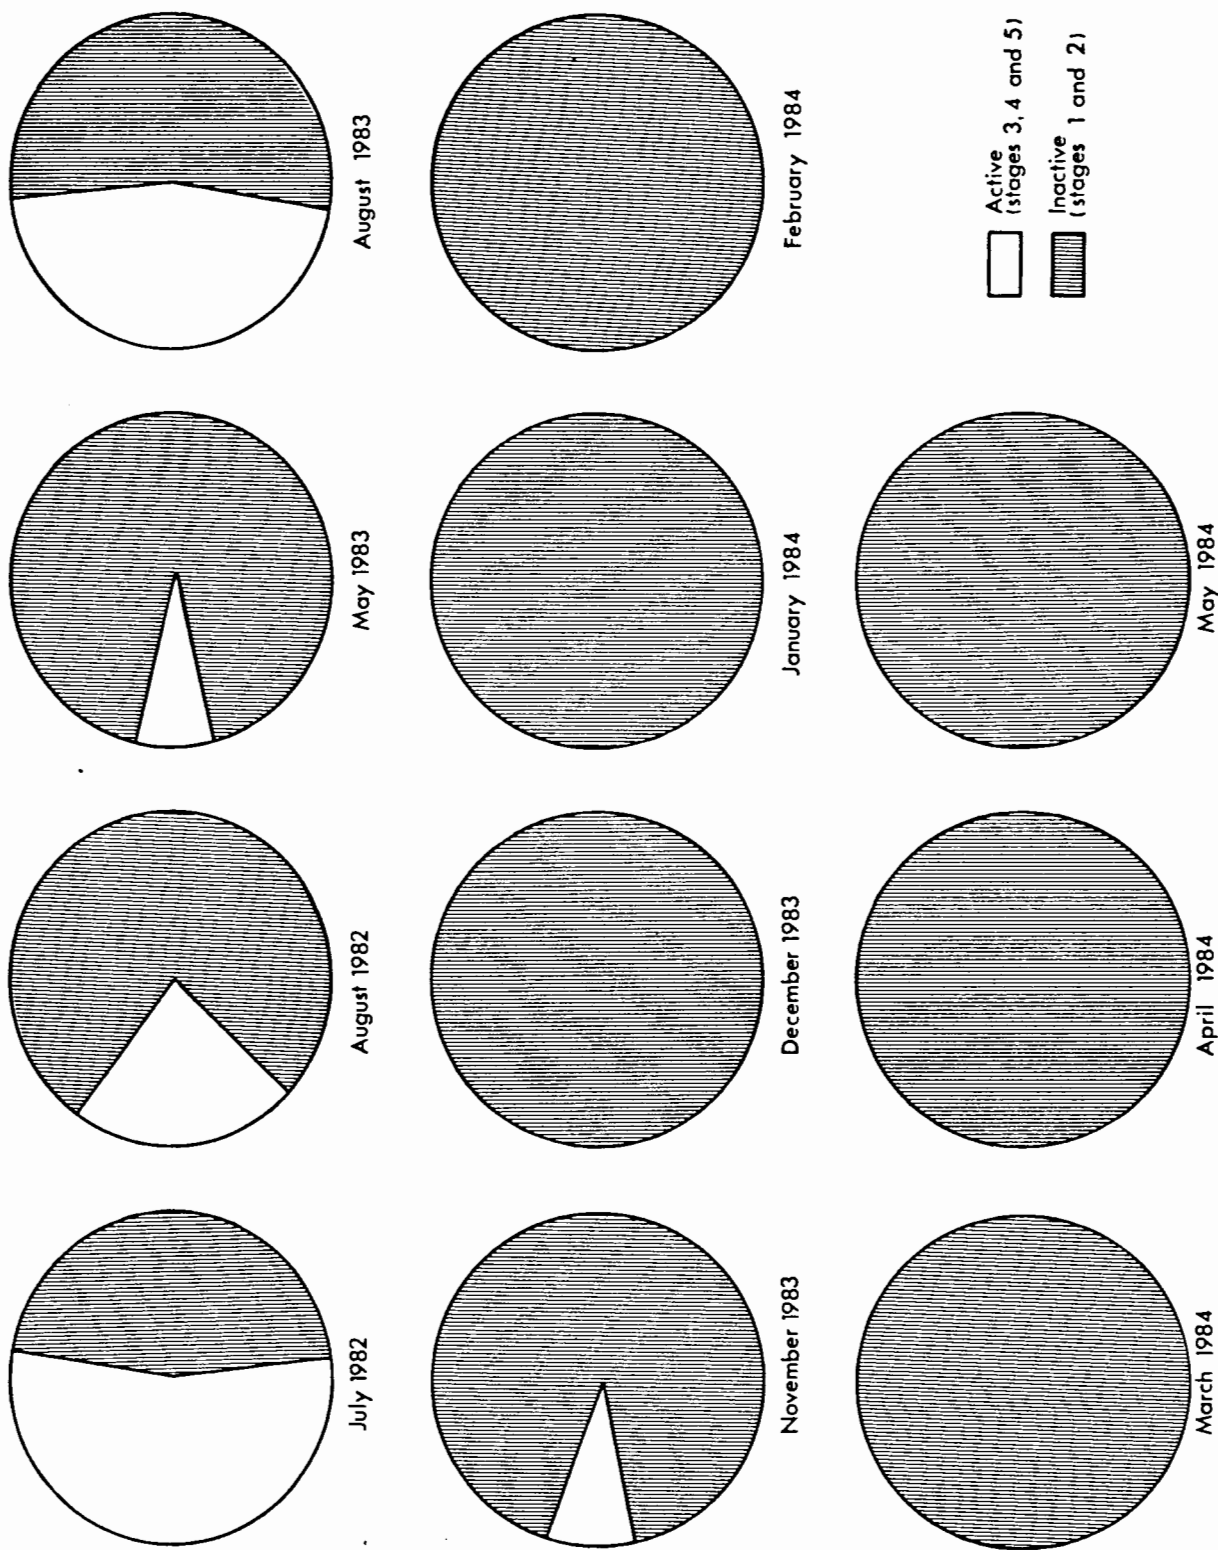 July 1982
August 1982
May 1983
August 1983
November 1983
December 1983
January 1984
February 1984
March 1984
April 1984
May 1984
Active
(stages 3, 4 and 5)
Inactive
(stages 1 and 2)